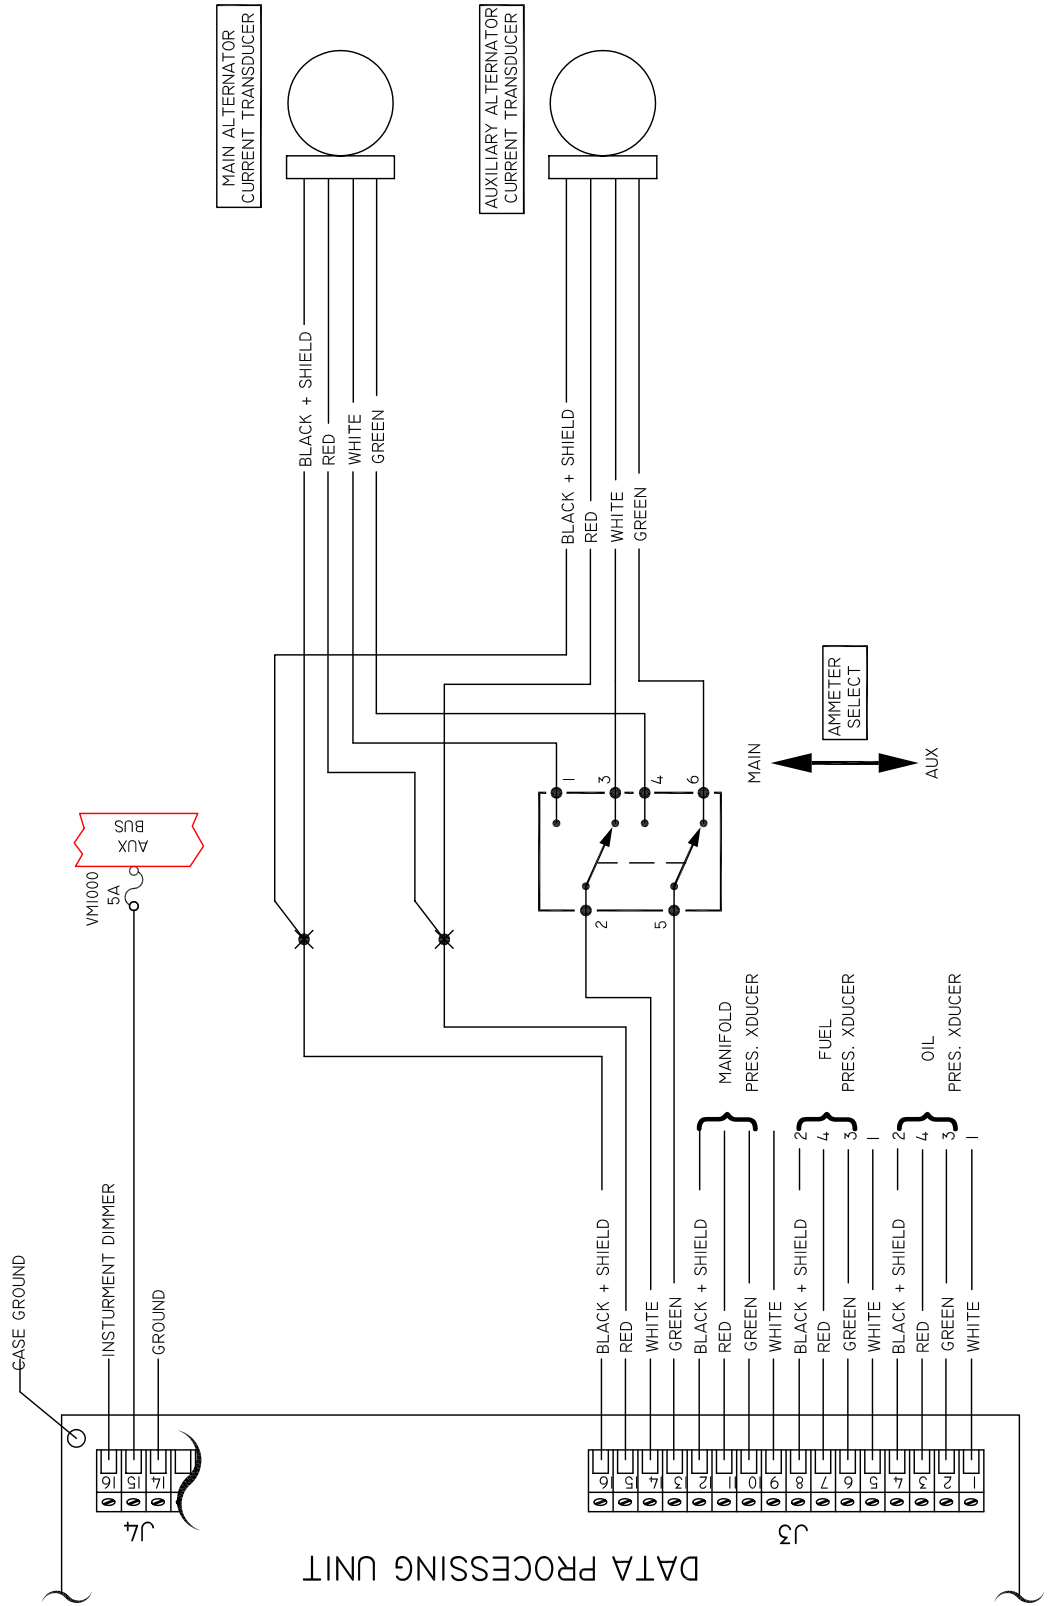 MAIN ALTERNATOR
CURRENT TRANSDUCER
AUXILIARY ALTERNATOR
CURRENT TRANSDUCER
BLACK + SHIELD
RED
WHITE
GREEN
BLACK + SHIELD
RED
WHITE
GREEN
AMMETER
SELECT
MAIN
AUX
AUX
BUS
VM1000
5A
1
3
4
6
2
5
MANIFOLD
PRES. XDUCER
FUEL
PRES. XDUCER
OIL
PRES. XDUCER
2
4
3
1
2
4
3
1
CASE GROUND
INSTURMENT DIMMER
GROUND
BLACK + SHIELD
RED
WHITE
GREEN
BLACK + SHIELD
RED
GREEN
WHITE
BLACK + SHIELD
RED
GREEN
WHITE
BLACK + SHIELD
RED
GREEN
WHITE
16
15
14
J4
16
15
14
13
12
11
10
9
8
7
6
5
4
3
2
1
J3
DATA PROCESSING UNIT